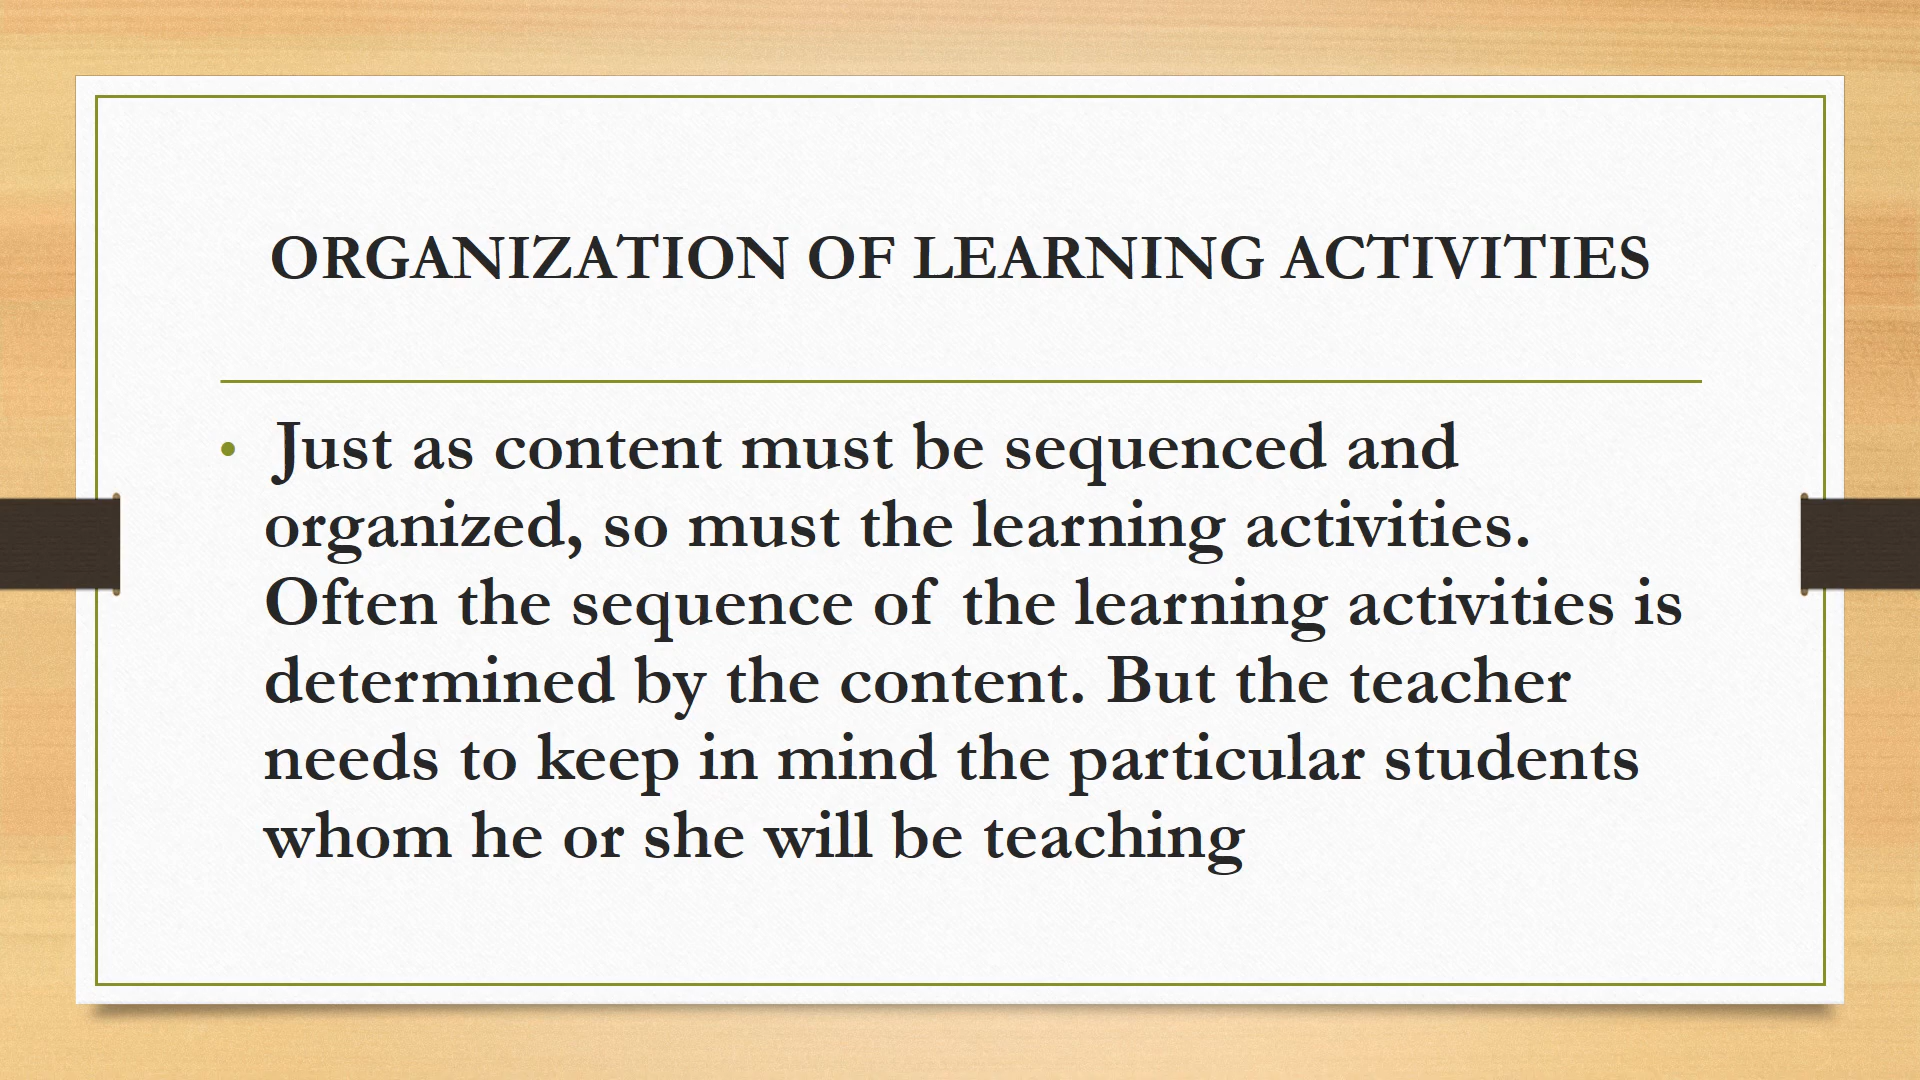 ORGANIZATION OF LEARNING ACTIVITIES
• Just as content must be sequenced and
organized, so must the learning activities.
Often the sequence of the learning activities is
determined by the content. But the teacher
needs to keep in mind the particular students
whom he or she will be teaching